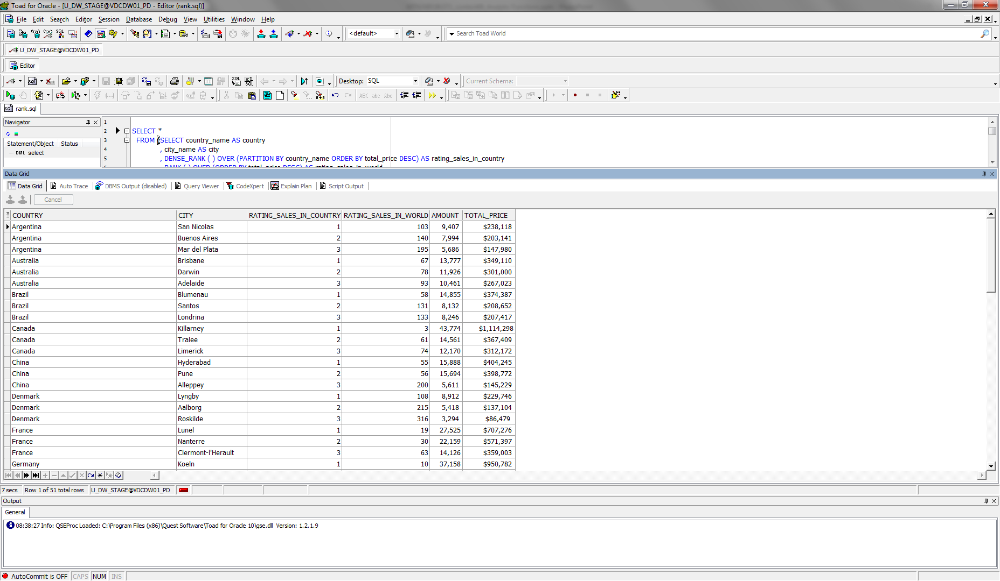 Toad for Oracle - [U_DW_STAGE@VDCDW01_PD - Editor (rank.sql)]
File Edit Search Editor Session Database Debug View Utilities Window Help
<default> Search Toad World
U_DW_STAGE@VDCDW01_PD
Editor
Desktop: SQL Current Schema:
ABC abc Abc
rank.sql
Navigator
Statement/Object Status
DML select
1
2 SELECT *
3 FROM (SELECT country_name AS country
4 , city_name AS city
5 , DENSE_RANK ( ) OVER (PARTITION BY country_name ORDER BY total_price DESC) AS rating_sales_in_country
, RANK ( ) OVER (ORDER BY total_price DESC) AS rating_sales_in_world
Data Grid
Data Grid Auto Trace DBMS Output (disabled) Query Viewer CodeXpert Explain Plan Script Output
Cancel
COUNTRY CITY RATING_SALES_IN_COUNTRY RATING_SALES_IN_WORLD AMOUNT TOTAL_PRICE
Argentina San Nicolas 1 103 9,407 $238,118
Argentina Buenos Aires 2 140 7,994 $203,141
Argentina Mar del Plata 3 195 5,686 $147,980
Australia Brisbane 1 67 13,777 $349,110
Australia Darwin 2 78 11,926 $301,000
Australia Adelaide 3 93 10,461 $267,023
Brazil Blumenau 1 58 14,855 $374,387
Brazil Santos 2 131 8,132 $208,652
Brazil Londrina 3 133 8,246 $207,417
Canada Killarney 1 3 43,774 $1,114,298
Canada Tralee 2 61 14,561 $367,409
Canada Limerick 3 74 12,170 $312,172
China Hyderabad 1 55 15,888 $404,245
China Pune 2 56 15,694 $398,772
China Alleppey 3 200 5,611 $145,229
Denmark Lyngby 1 108 8,912 $229,746
Denmark Aalborg 2 215 5,418 $137,104
Denmark Roskilde 3 316 3,294 $86,479
France Lunel 1 19 27,525 $707,276
France Nanterre 2 30 22,159 $571,397
France Clermont-l'Herault 3 63 14,126 $359,003
Germany Koeln 1 10 37,158 $950,782
7 secs Row 1 of 51 total rows U_DW_STAGE@VDCDW01_PD
Output
General
08:38:27 Info: QSEProc Loaded: C:\Program Files (x86)\Quest Software\Toad for Oracle 10\qse.dll Version: 1.2.1.9
AutoCommit is OFF CAPS NUM INS